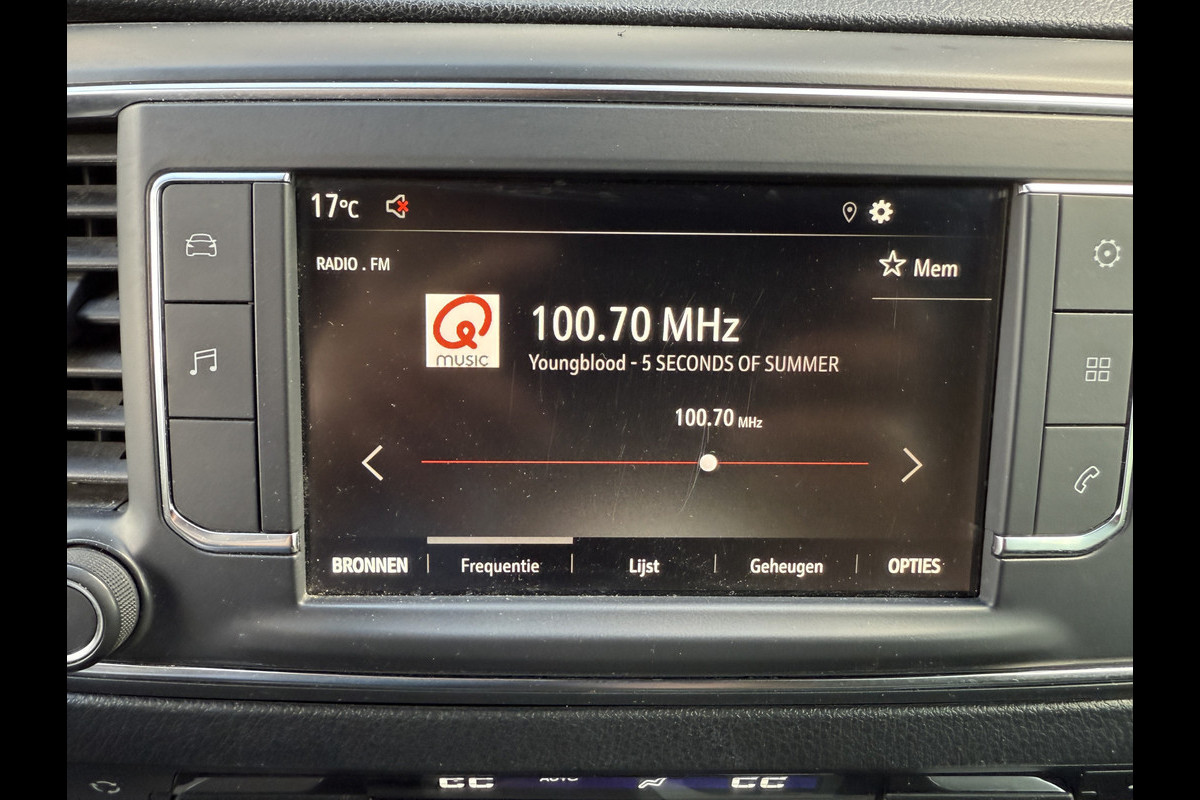 17°C
RADIO . FM
Mem
Q
MUSIC
100.70 MHz
Youngblood - 5 SECONDS OF SUMMER
100.70 MHz
BRONNEN
Frequentie
Lijst
Geheugen
OPTIES
AUTO